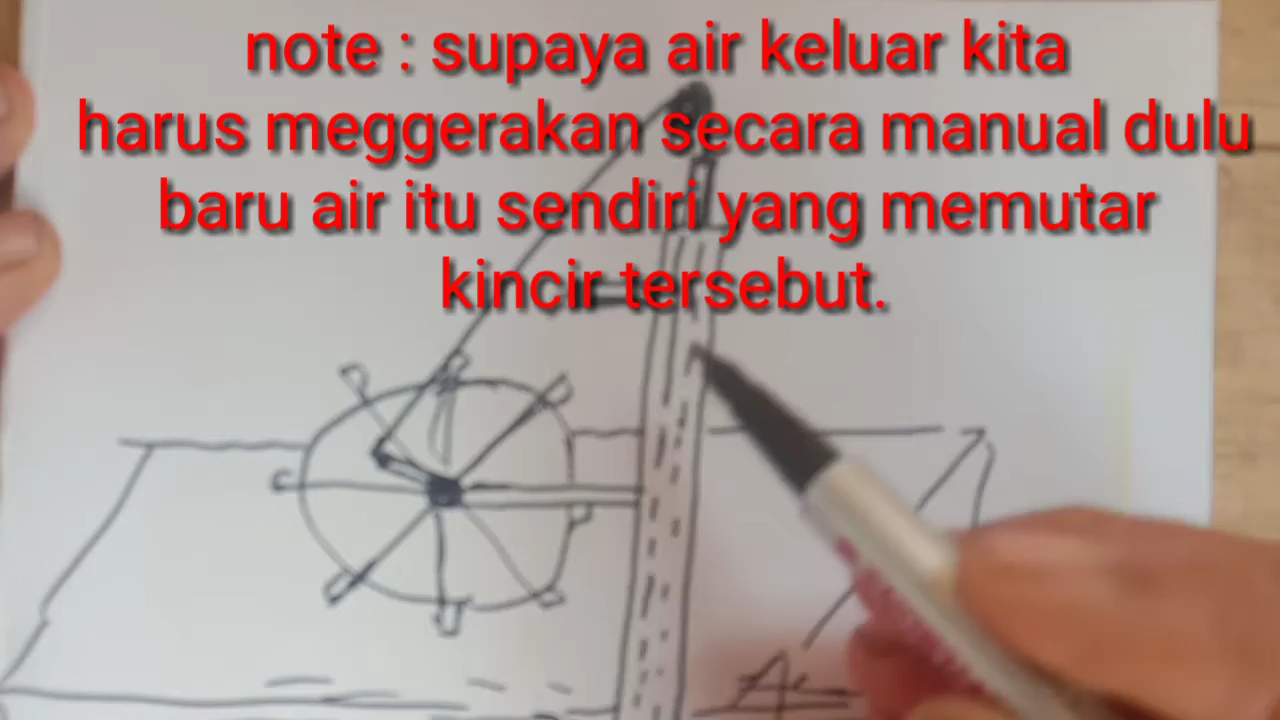 note : supaya air keluar kita
harus meggerakan secara manual dulu
baru air itu sendiri yang memutar
kincir tersebut.